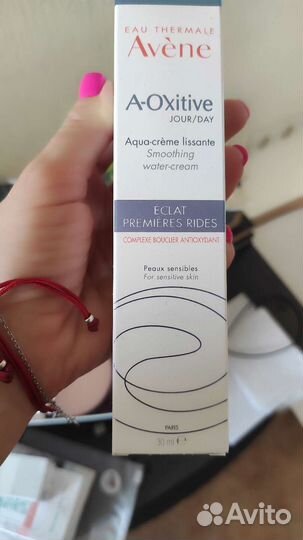 EAU THERMALE
Avène
A-OXitive
JOUR/DAY
Aqua-crème lissante
Smoothing
water-cream
ÉCLAT
PREMIÈRES RIDES
COMPLEXE BOUCLIER ANTIOXYDANT
Peaux sensibles
For sensitive skin
PARIS
30 ml ℮
Avito